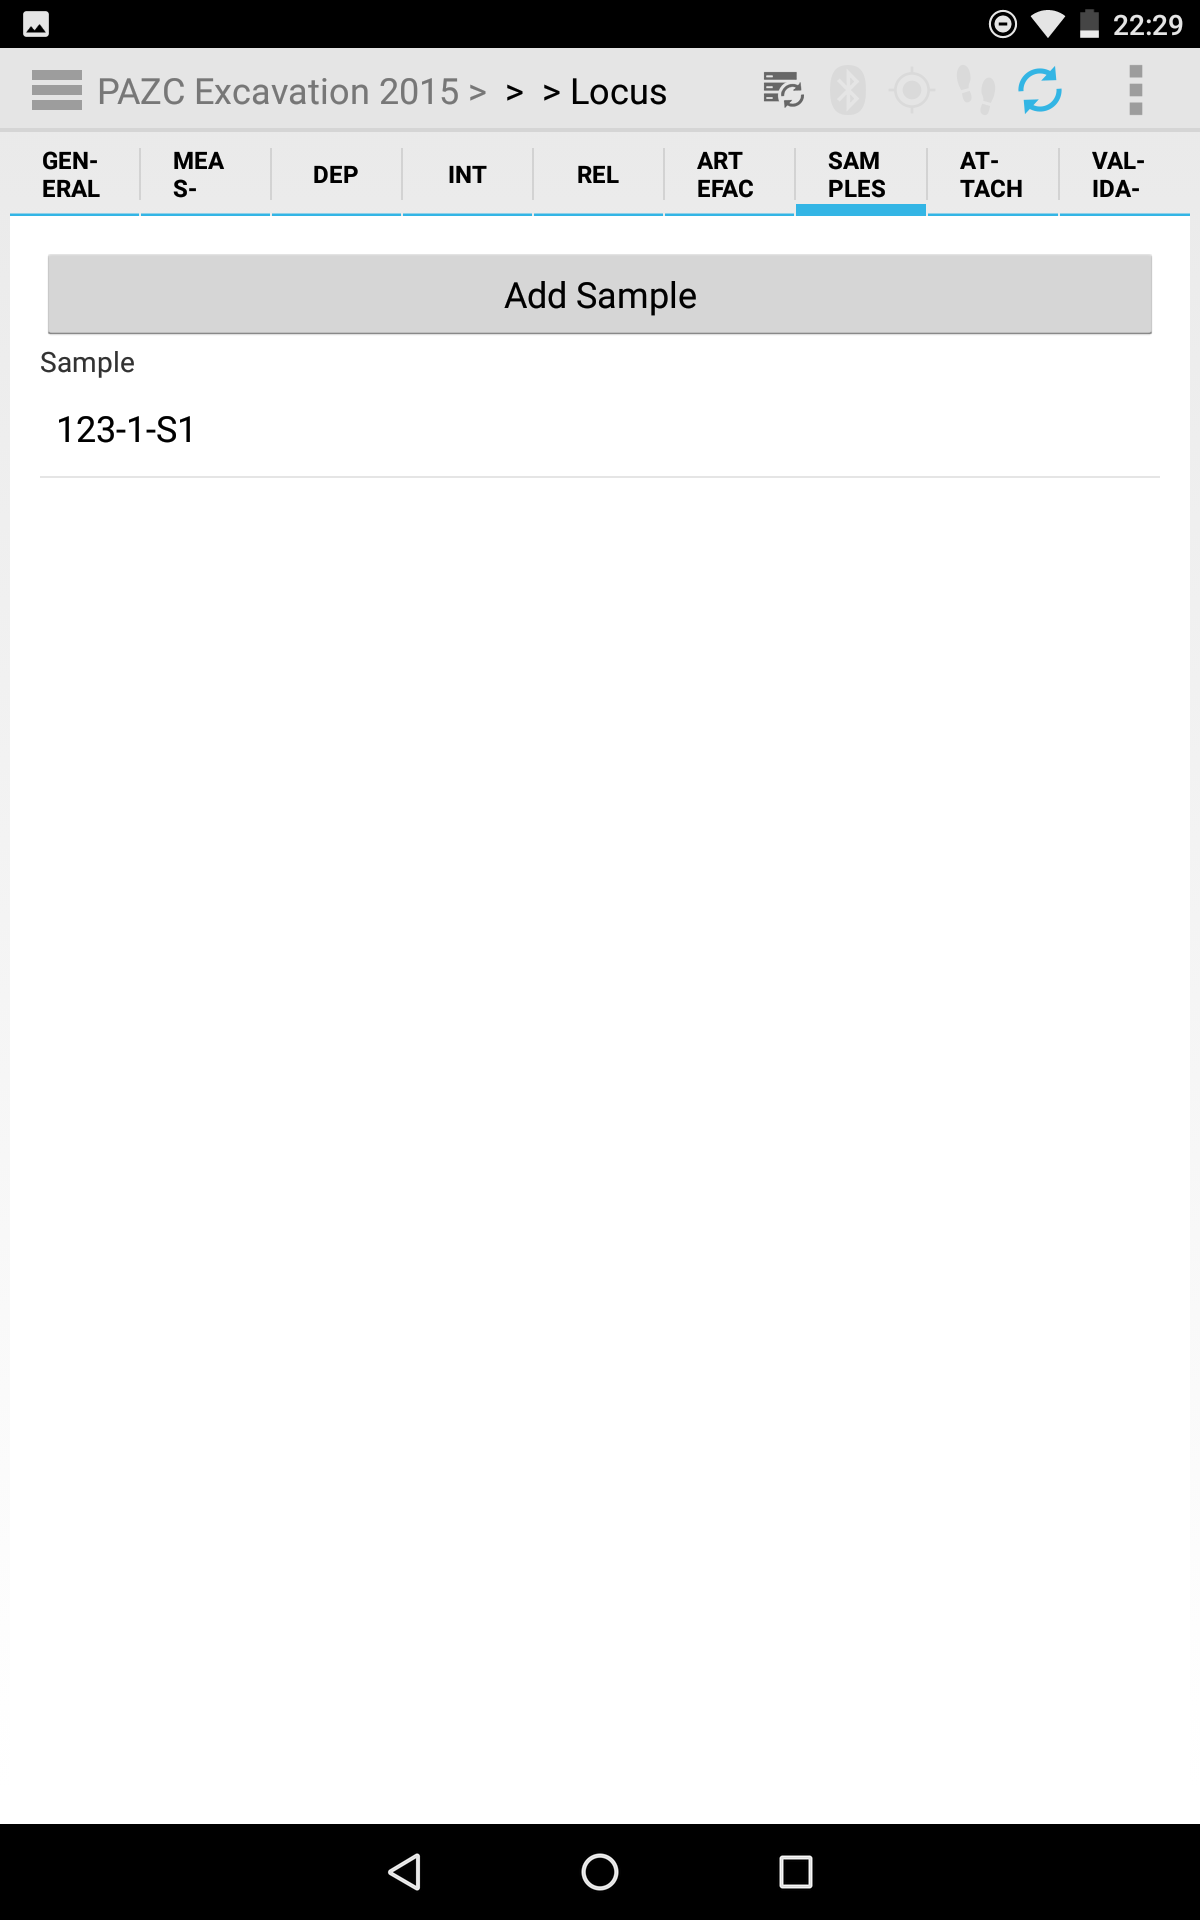 22:29
PAZC Excavation 2015 > > > Locus
GEN-
ERAL
MEA
S-
DEP
INT
REL
ART
EFAC
SAM
PLES
AT-
TACH
VAL-
IDA-
Add Sample
Sample
123-1-S1